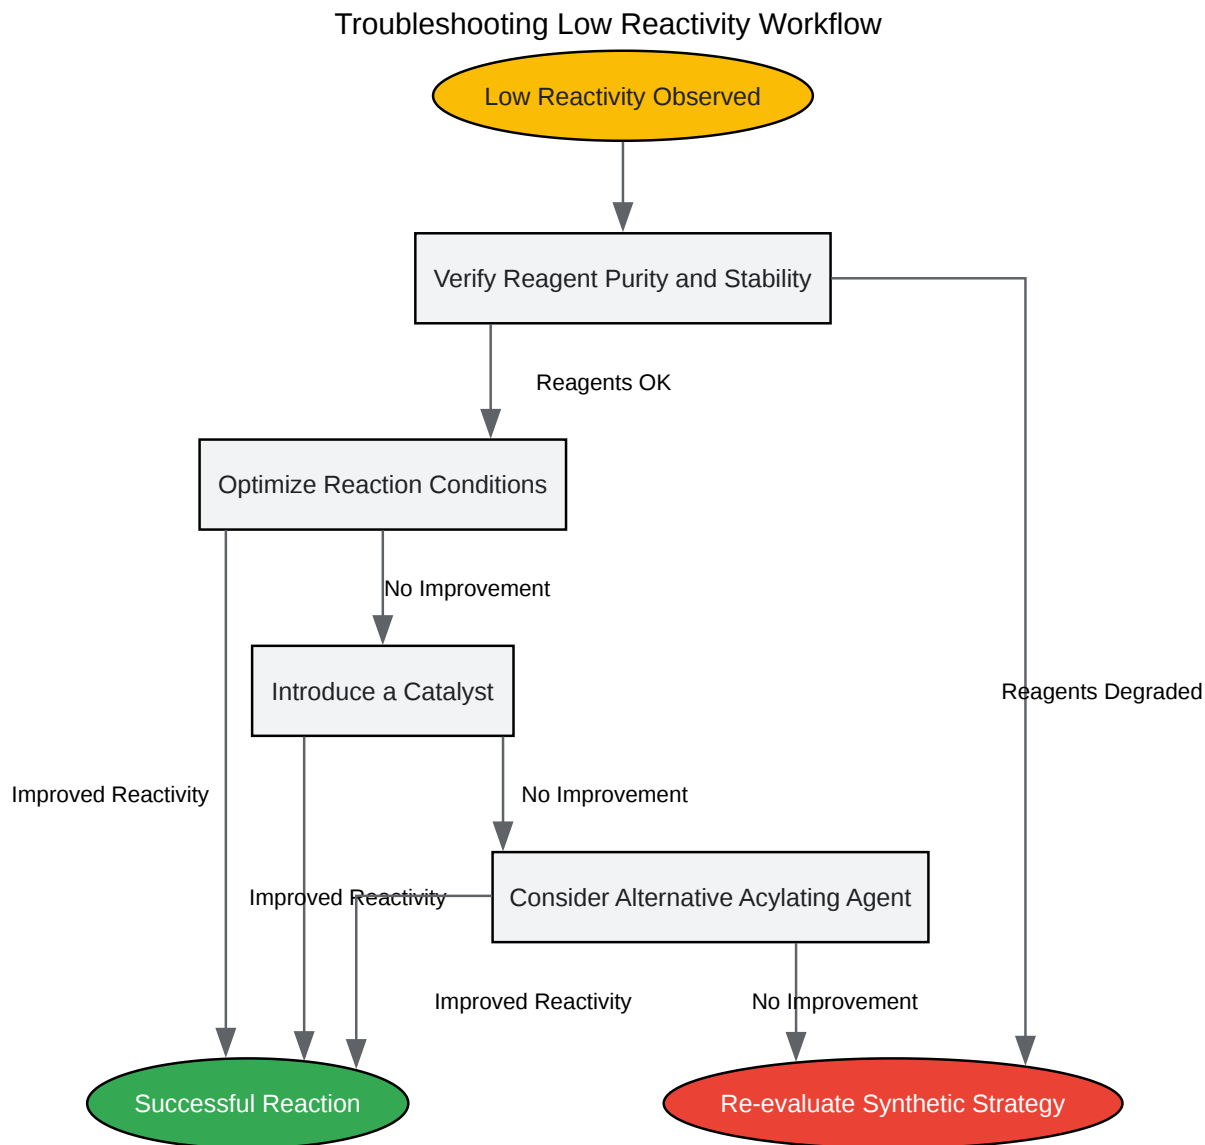 Troubleshooting Low Reactivity Workflow
Low Reactivity Observed
Verify Reagent Purity and Stability
Reagents OK
Optimize Reaction Conditions
No Improvement
Introduce a Catalyst
Reagents Degraded
Improved Reactivity
No Improvement
Improved Reactivity
Consider Alternative Acylating Agent
Improved Reactivity
No Improvement
Successful Reaction
Re-evaluate Synthetic Strategy